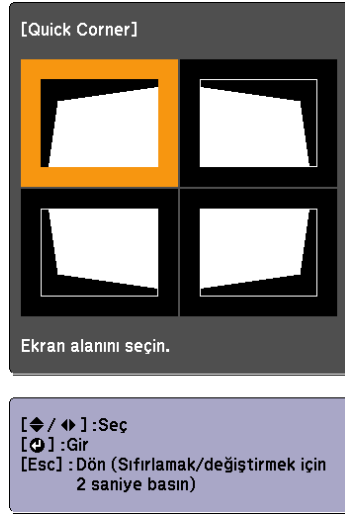 [Quick Corner]
Ekran alanını seçin.
[ / ] :Seç
[ ] :Gir
[Esc] : Dön (Sıfırlamak/değiştirmek için
2 saniye basın)